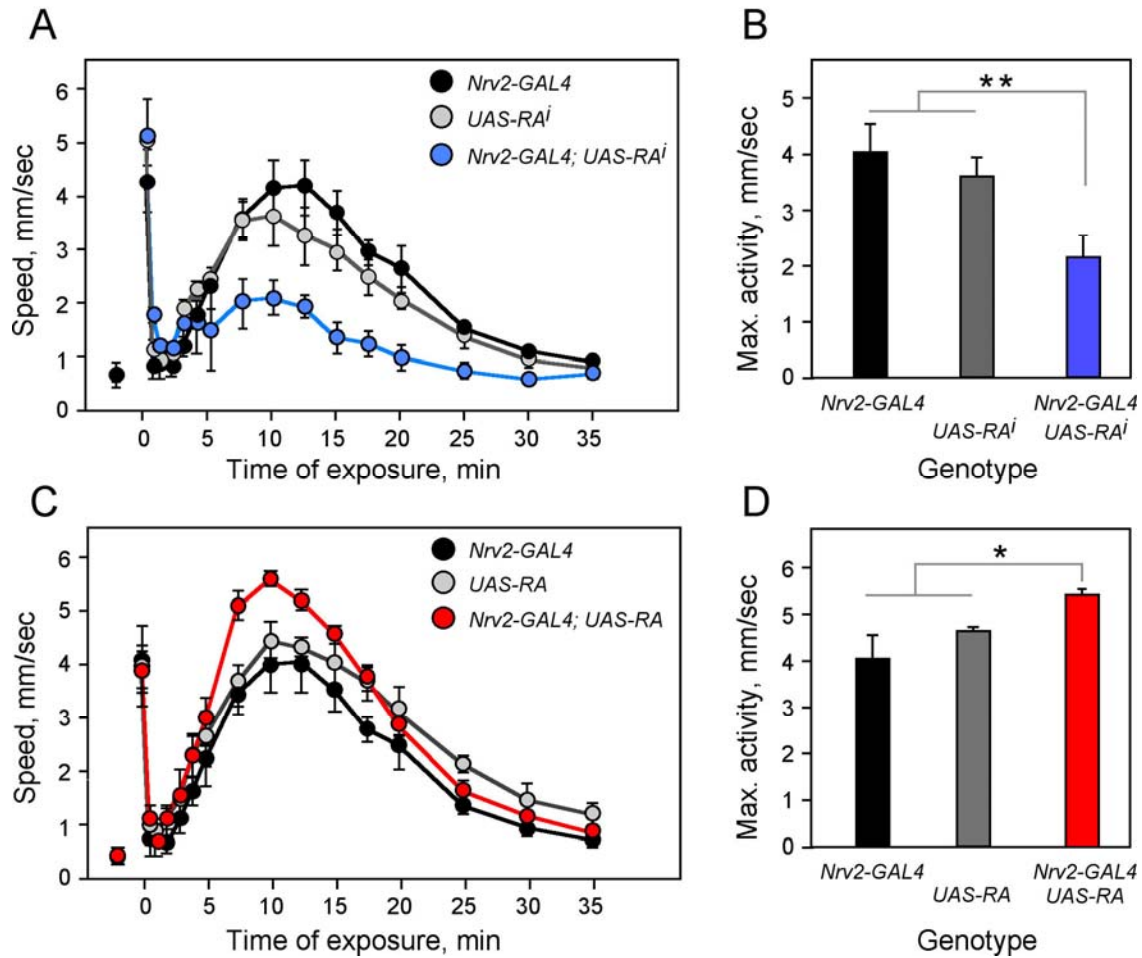 A
Speed, mm/sec
6
5
4
3
2
1
0
Nrv2-GAL4
UAS-RAi
Nrv2-GAL4; UAS-RAi
0 5 10 15 20 25 30 35
Time of exposure, min
B
Max. activity, mm/sec
5
4
3
2
1
0
**
Nrv2-GAL4
UAS-RAi
Nrv2-GAL4
UAS-RAi
Genotype
C
Speed, mm/sec
6
5
4
3
2
1
0
Nrv2-GAL4
UAS-RA
Nrv2-GAL4; UAS-RA
0 5 10 15 20 25 30 35
Time of exposure, min
D
Max. activity, mm/sec
6
5
4
3
2
1
0
*
Nrv2-GAL4
UAS-RA
Nrv2-GAL4
UAS-RA
Genotype